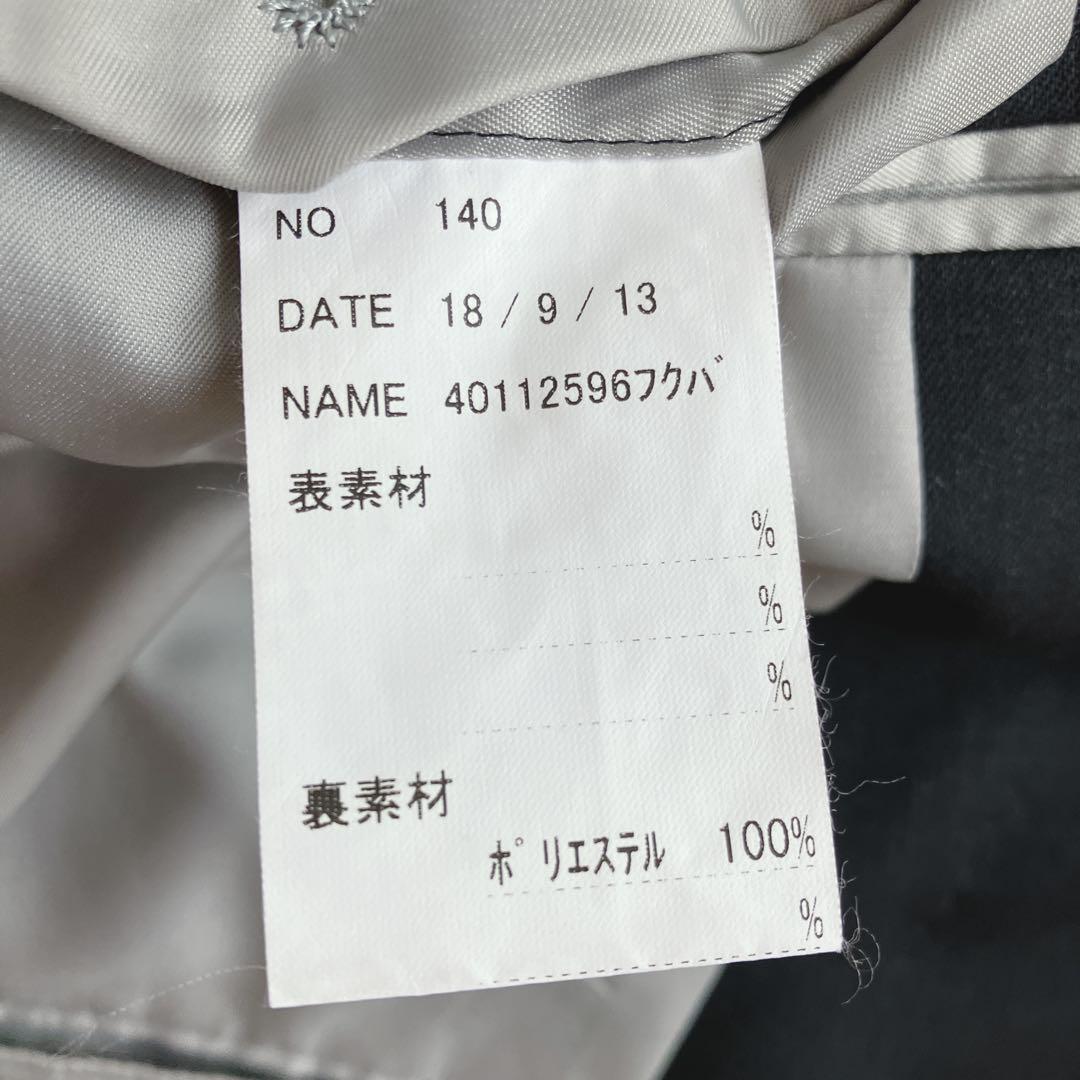 NO 140
DATE 18 / 9 / 13
NAME 40112596フクバ
表素材
%
%
%
裏素材
ポリエステル 100%
%